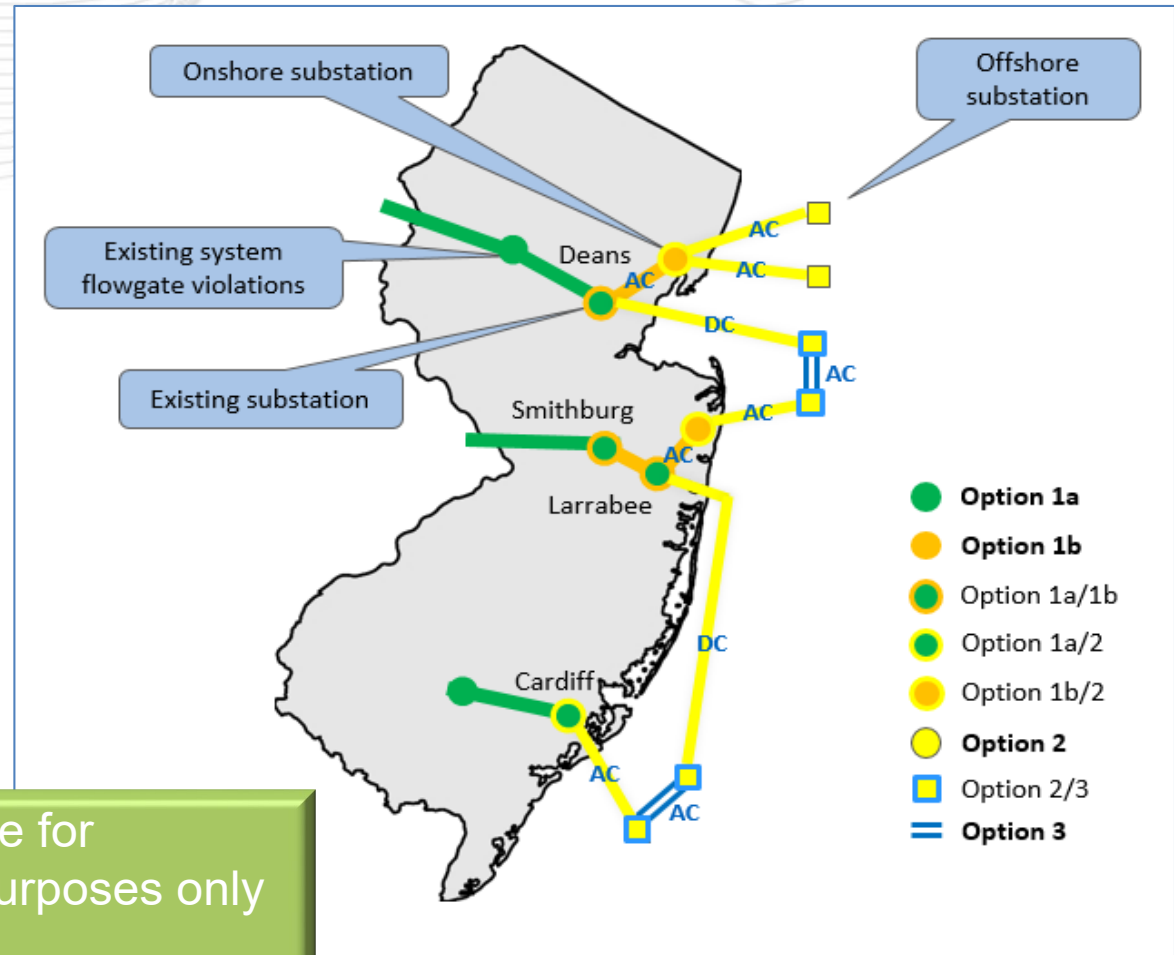 Onshore substation
Offshore
substation
AC
Existing system
flowgate violations
Deans
AC
AC
DC
Existing substation
AC
Smithburg
AC
AC
Larrabee
Option 1a
Option 1b
Option 1a/1b
Option 1a/2
DC
Cardiff
Option 1b/2
Option 2
AC
Option 2/3
AC
Option 3
for
only